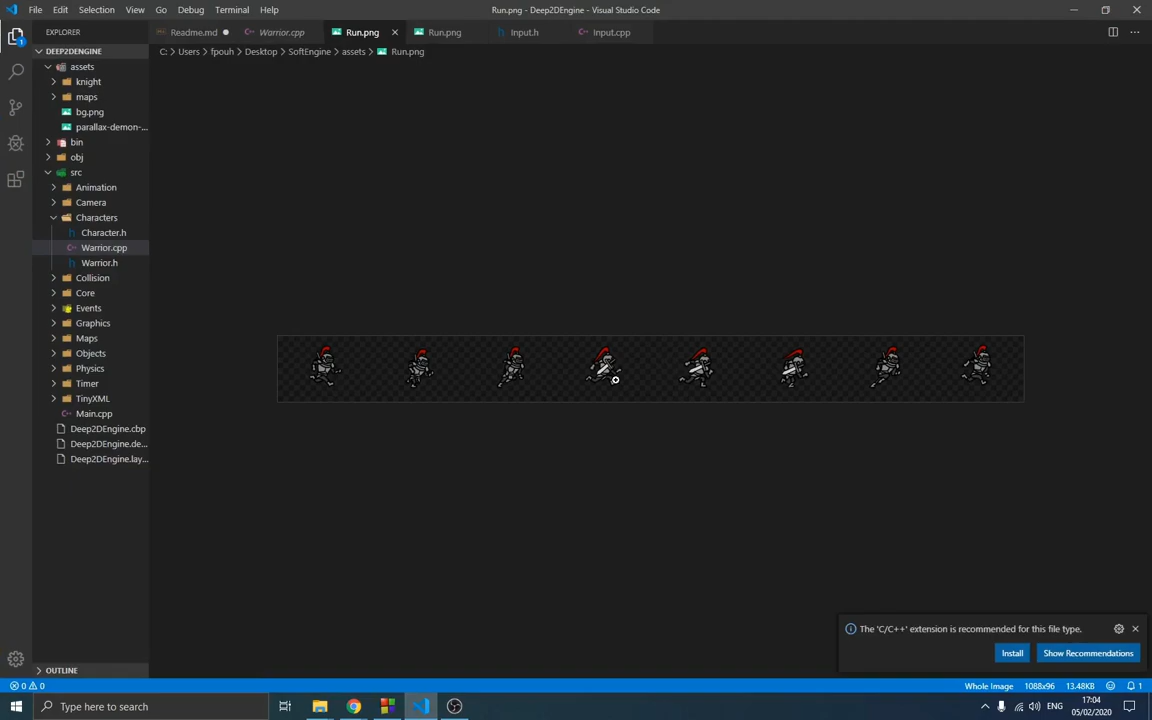 File Edit Selection View Go Debug Terminal Help
Run.png - Deep2DEngine - Visual Studio Code
EXPLORER
Readme.md Warrior.cpp Run.png Run.png Input.h Input.cpp
DEEP2DENGINE
C: > Users > fpouh > Desktop > SoftEngine > assets > Run.png
assets
knight
maps
bg.png
parallax-demon-...
bin
obj
src
Animation
Camera
Characters
Character.h
Warrior.cpp
Warrior.h
Collision
Core
Events
Graphics
Maps
Objects
Physics
Timer
TinyXML
Main.cpp
Deep2DEngine.cbp
Deep2DEngine.de...
Deep2DEngine.lay...
The 'C/C++' extension is recommended for this file type.
Install Show Recommendations
OUTLINE
0 0
Whole Image 1088x96 13.48KB 1
Type here to search
ENG
17:04
05/02/2020